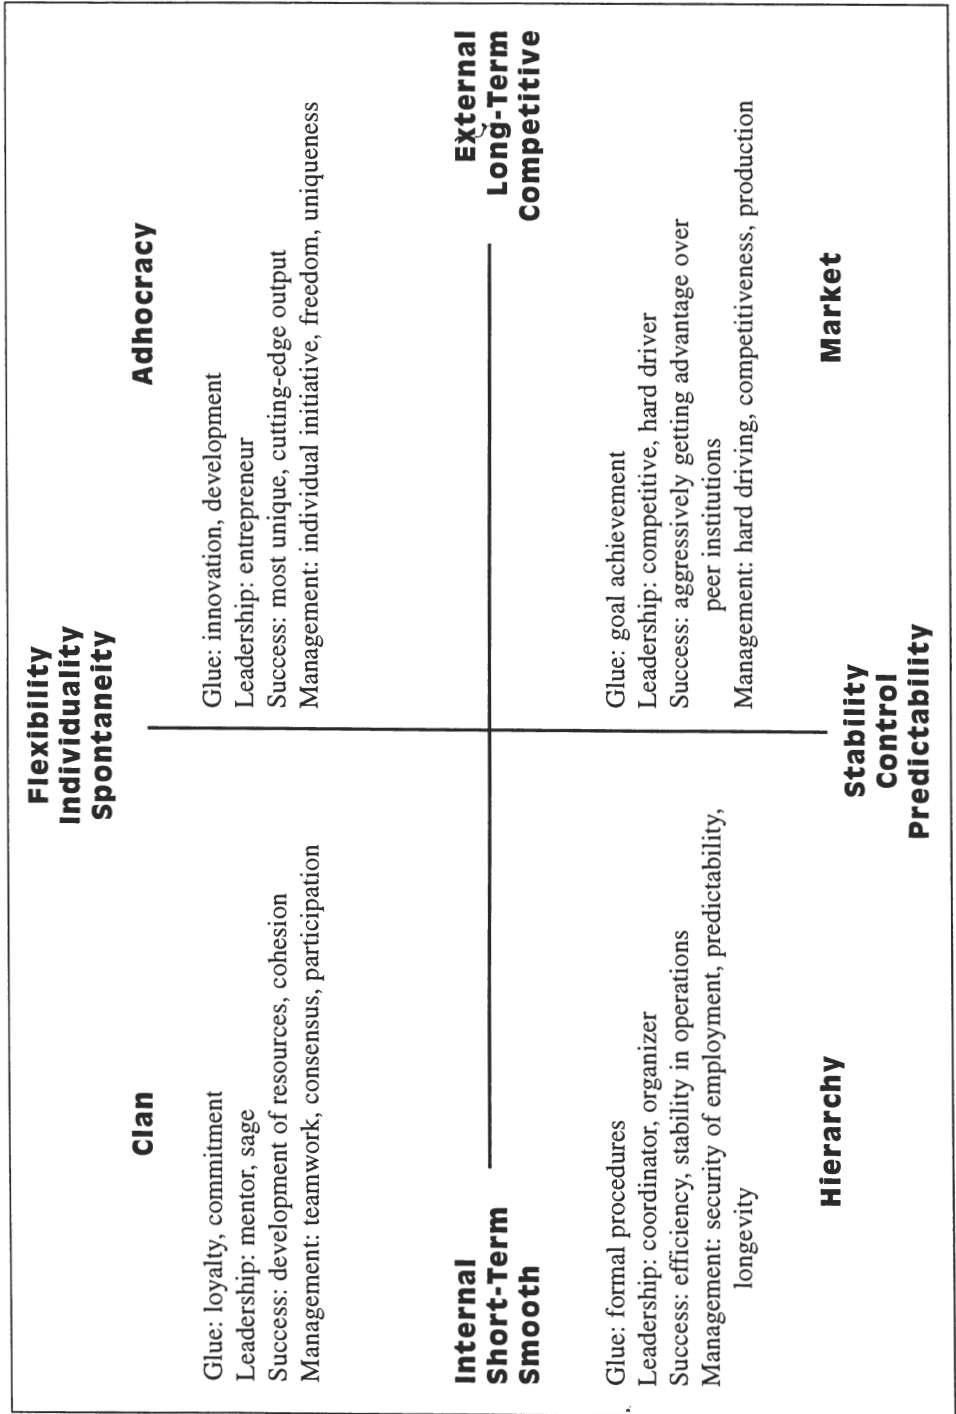 Flexibility
Individuality
Spontaneity
Clan
Adhocracy
Glue: loyalty, commitment
Leadership: mentor, sage
Success: development of resources, cohesion
Management: teamwork, consensus, participation
Glue: innovation, development
Leadership: entrepreneur
Success: most unique, cutting-edge output
Management: individual initiative, freedom, uniqueness
Internal
Short-Term
Smooth
External
Long-Term
Competitive
Glue: formal procedures
Leadership: coordinator, organizer
Success: efficiency, stability in operations
Management: security of employment, predictability,
longevity
Glue: goal achievement
Leadership: competitive, hard driver
Success: aggressively getting advantage over
peer institutions
Management: hard driving, competitiveness, production
Hierarchy
Market
Stability
Control
Predictability